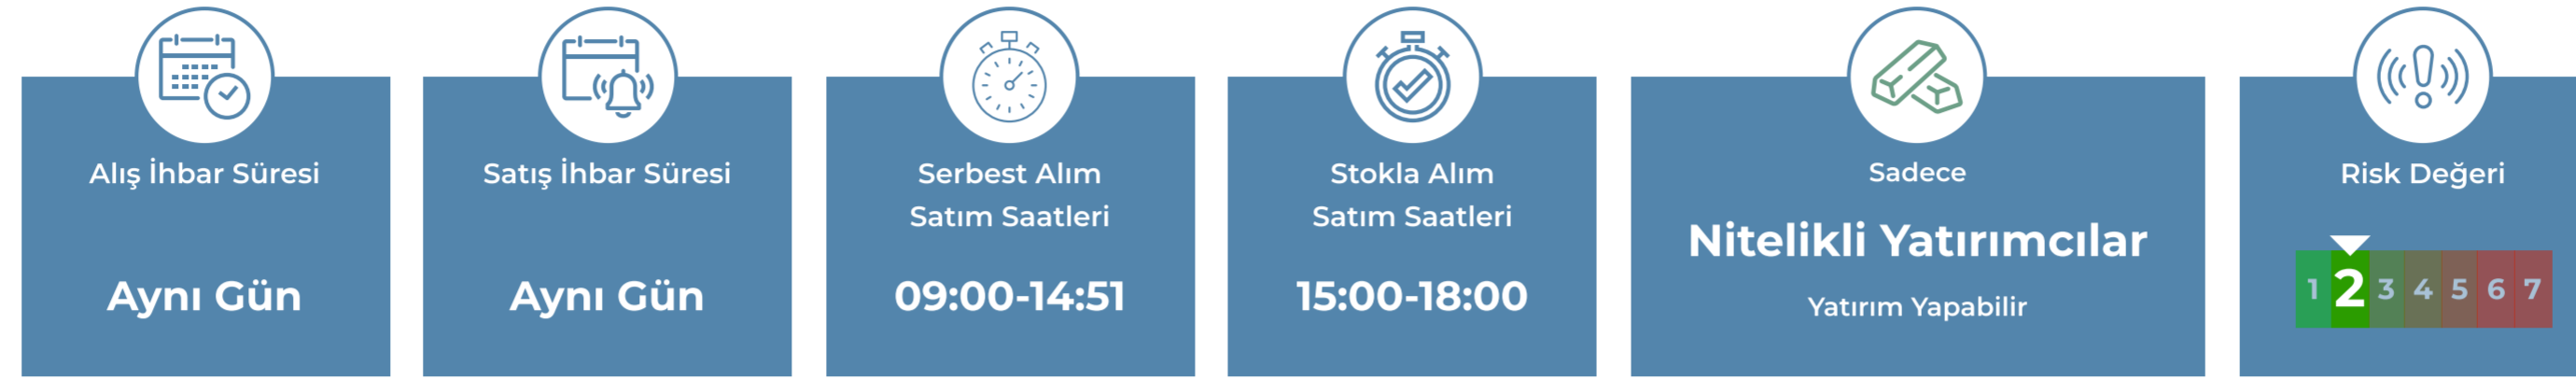 Alış İhbar Süresi
Aynı Gün
Satış İhbar Süresi
Aynı Gün
Serbest Alım
Satım Saatleri
09:00-14:51
Stokla Alım
Satım Saatleri
15:00-18:00
Sadece
Nitelikli Yatırımcılar
Yatırım Yapabilir
Risk Değeri
1 2 3 4 5 6 7